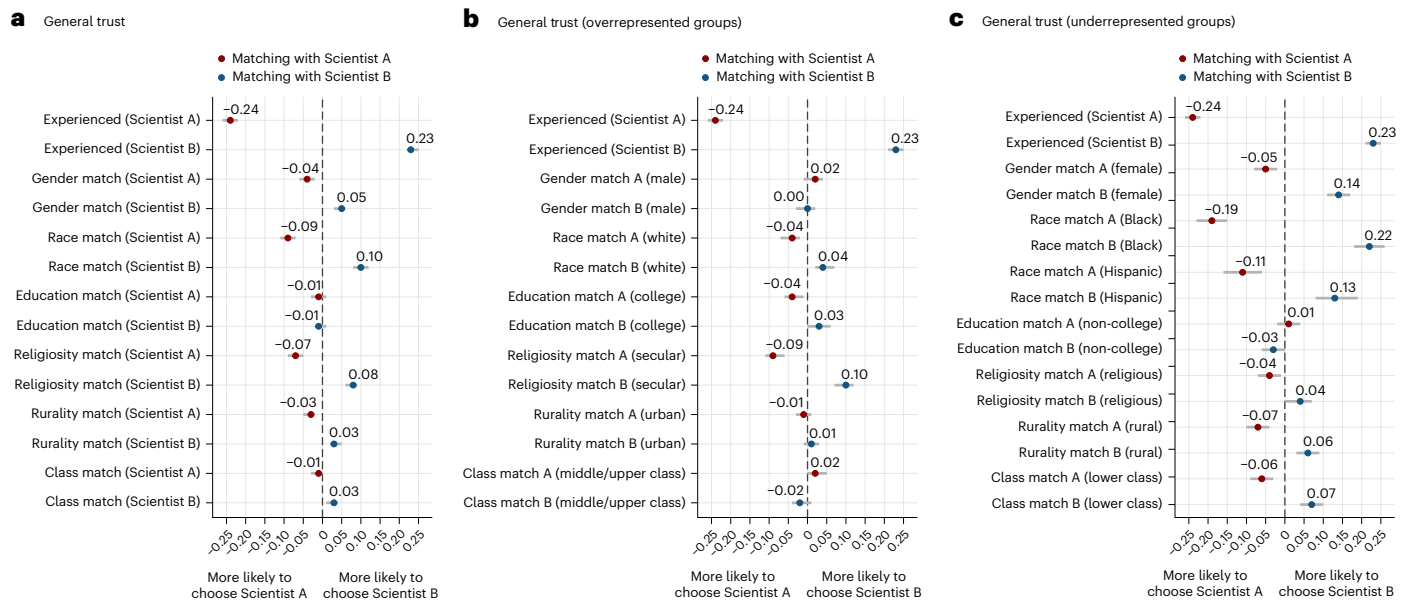 a General trust
Matching with Scientist A
Matching with Scientist B
Experienced (Scientist A) −0.24
Experienced (Scientist B) 0.23
Gender match (Scientist A) −0.04
Gender match (Scientist B) 0.05
Race match (Scientist A) −0.09
Race match (Scientist B) 0.10
Education match (Scientist A) −0.01
Education match (Scientist B) −0.01
Religiosity match (Scientist A) −0.07
Religiosity match (Scientist B) 0.08
Rurality match (Scientist A) −0.03
Rurality match (Scientist B) 0.03
Class match (Scientist A) −0.01
Class match (Scientist B) 0.03
−0.25 −0.20 −0.15 −0.10 −0.05 0 0.05 0.10 0.15 0.20 0.25
More likely to choose Scientist A
More likely to choose Scientist B
b General trust (overrepresented groups)
Matching with Scientist A
Matching with Scientist B
Experienced (Scientist A) −0.24
Experienced (Scientist B) 0.23
Gender match A (male) 0.02
Gender match B (male) 0.00
Race match A (white) −0.04
Race match B (white) 0.04
Education match A (college) −0.04
Education match B (college) 0.03
Religiosity match A (secular) −0.09
Religiosity match B (secular) 0.10
Rurality match A (urban) −0.01
Rurality match B (urban) 0.01
Class match A (middle/upper class) 0.02
Class match B (middle/upper class) −0.02
−0.25 −0.20 −0.15 −0.10 −0.05 0 0.05 0.10 0.15 0.20 0.25
More likely to choose Scientist A
More likely to choose Scientist B
c General trust (underrepresented groups)
Matching with Scientist A
Matching with Scientist B
Experienced (Scientist A) −0.24
Experienced (Scientist B) 0.23
Gender match A (female) −0.05
Gender match B (female) 0.14
Race match A (Black) −0.19
Race match B (Black) 0.22
Race match A (Hispanic) −0.11
Race match B (Hispanic) 0.13
Education match A (non-college) 0.01
Education match B (non-college) −0.03
Religiosity match A (religious) −0.04
Religiosity match B (religious) 0.04
Rurality match A (rural) −0.07
Rurality match B (rural) 0.06
Class match A (lower class) −0.06
Class match B (lower class) 0.07
−0.25 −0.20 −0.15 −0.10 −0.05 0 0.05 0.10 0.15 0.20 0.25
More likely to choose Scientist A
More likely to choose Scientist B